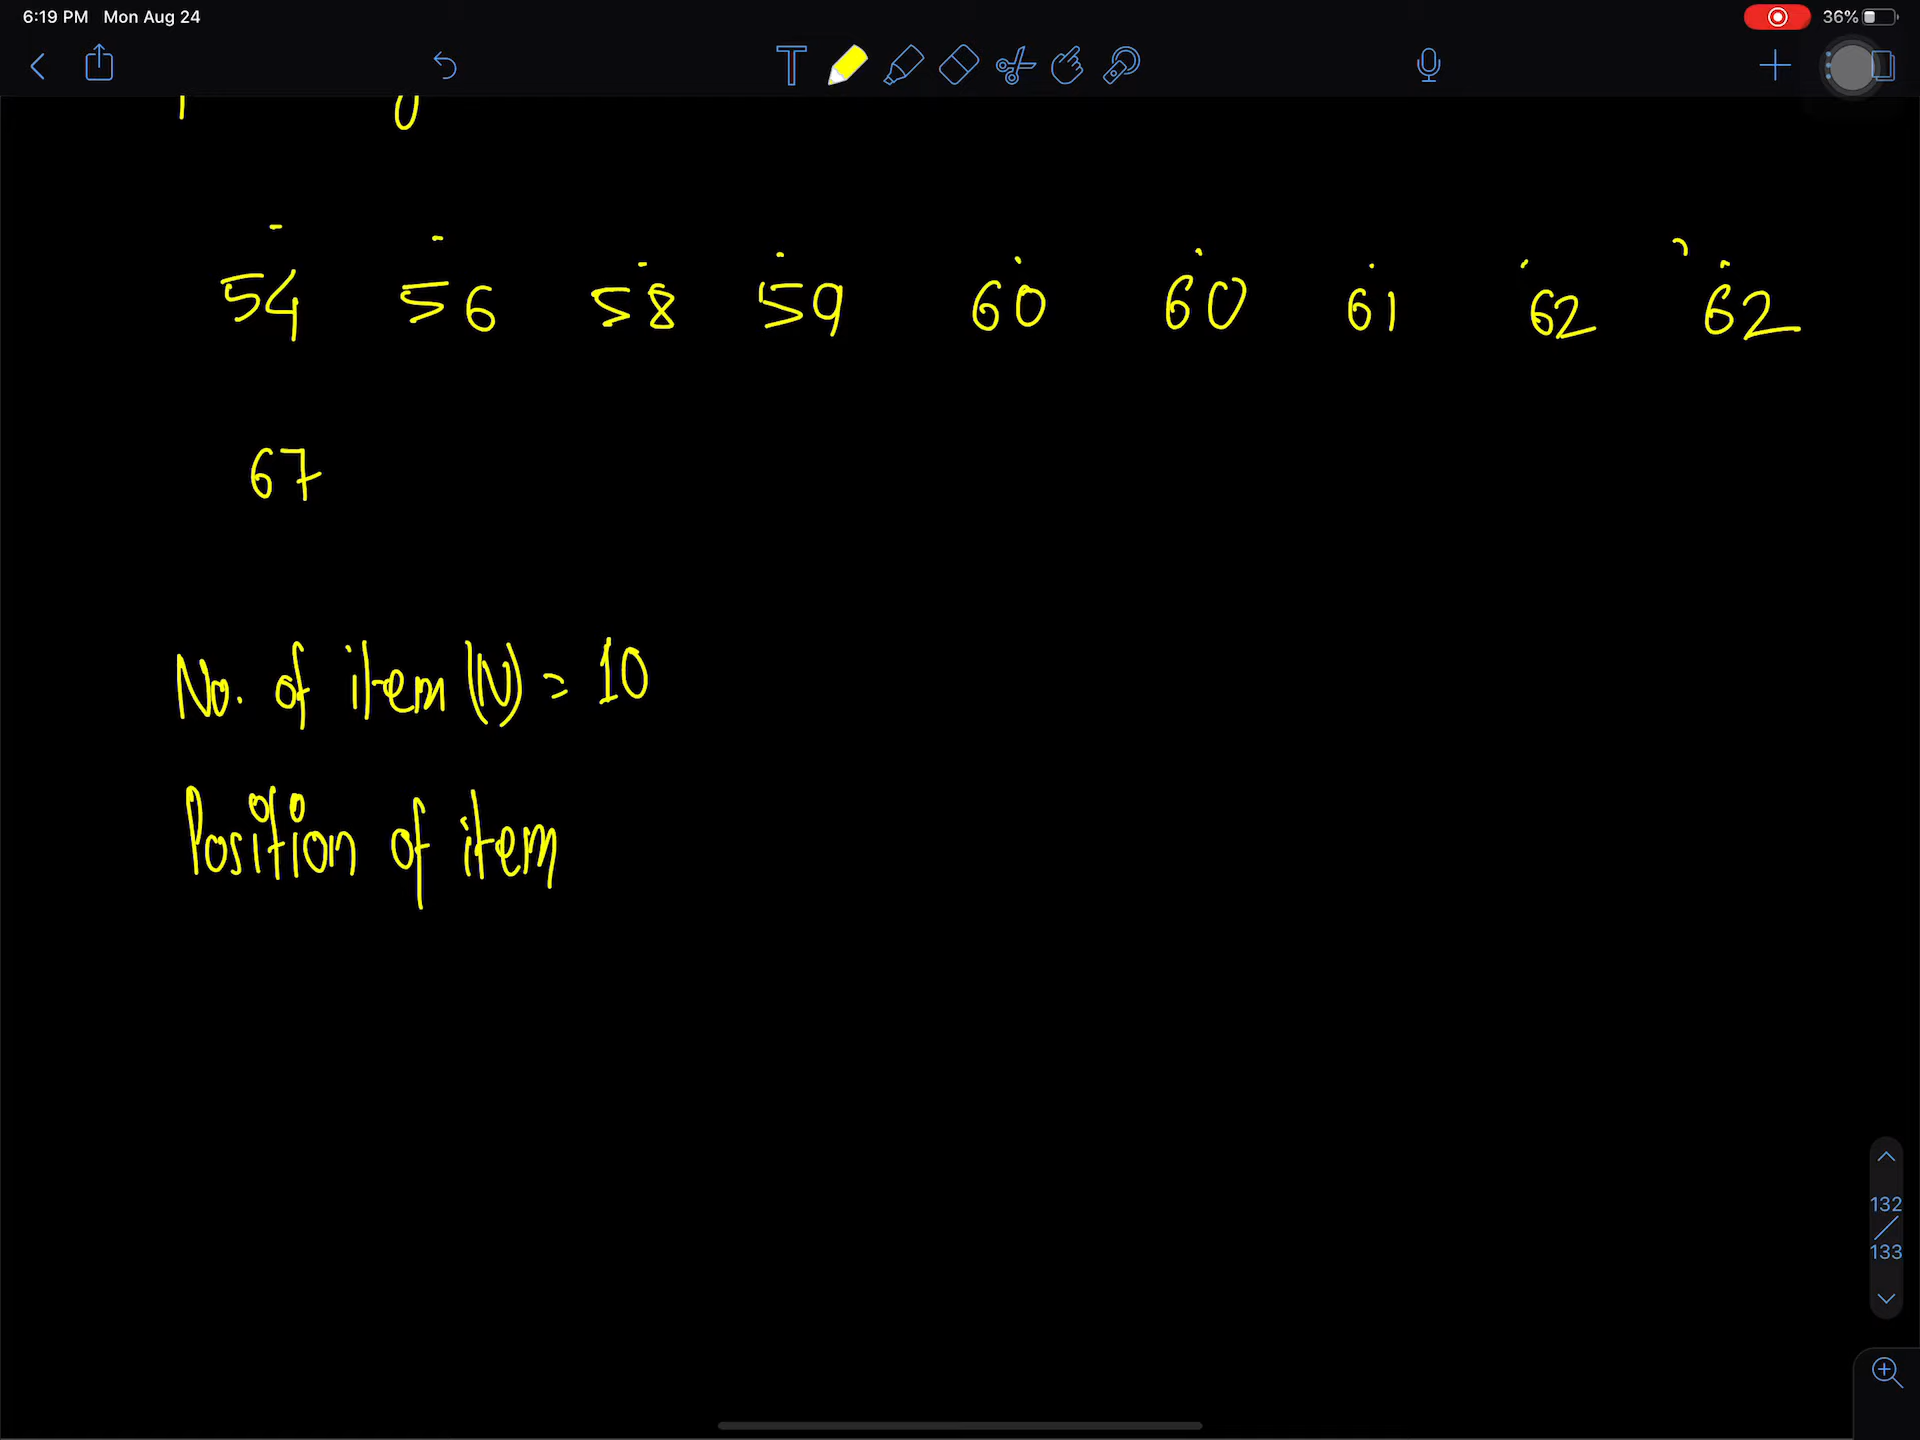 6:19 PM Mon Aug 24
36%
54 56 58 59 60 60 61 62 62
67
No. of item (N) = 10
Position of item
132
133